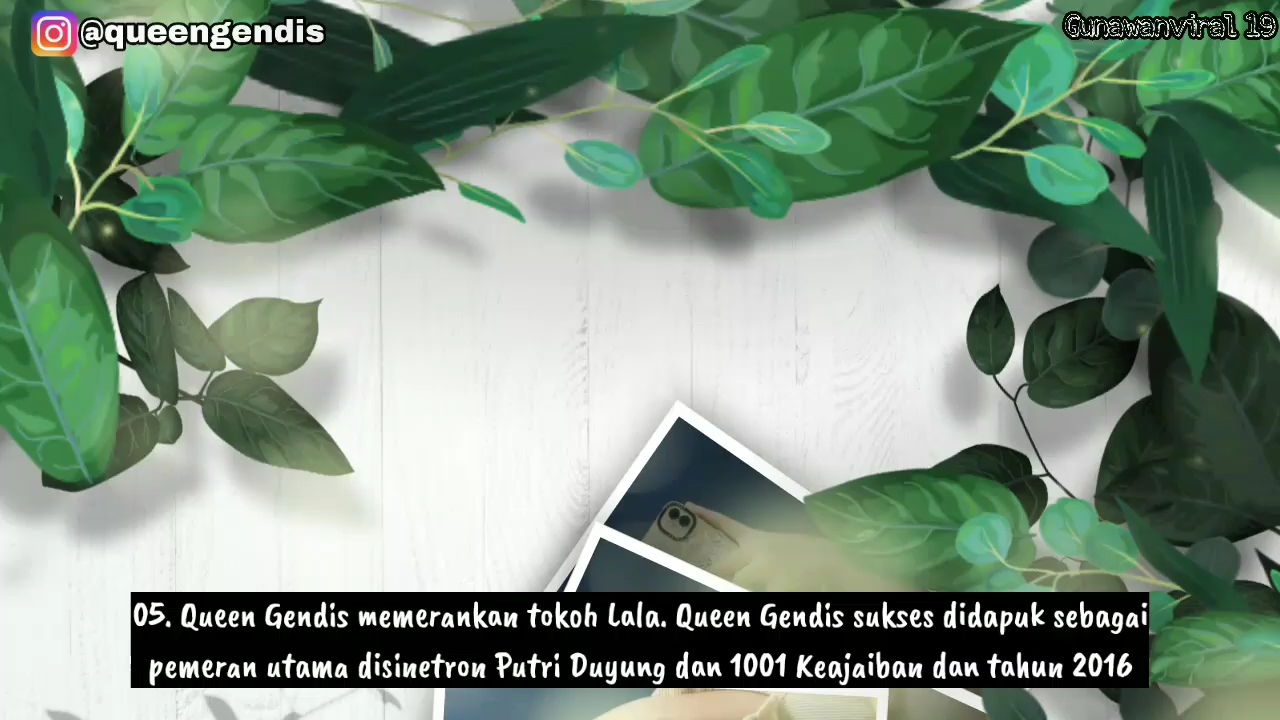 @queengendis
Gunawanviral 19
05. Queen Gendis memerankan tokoh Lala. Queen Gendis sukses didapuk sebagai
pemeran utama disinetron Putri Duyung dan 1001 Keajaiban dan tahun 2016